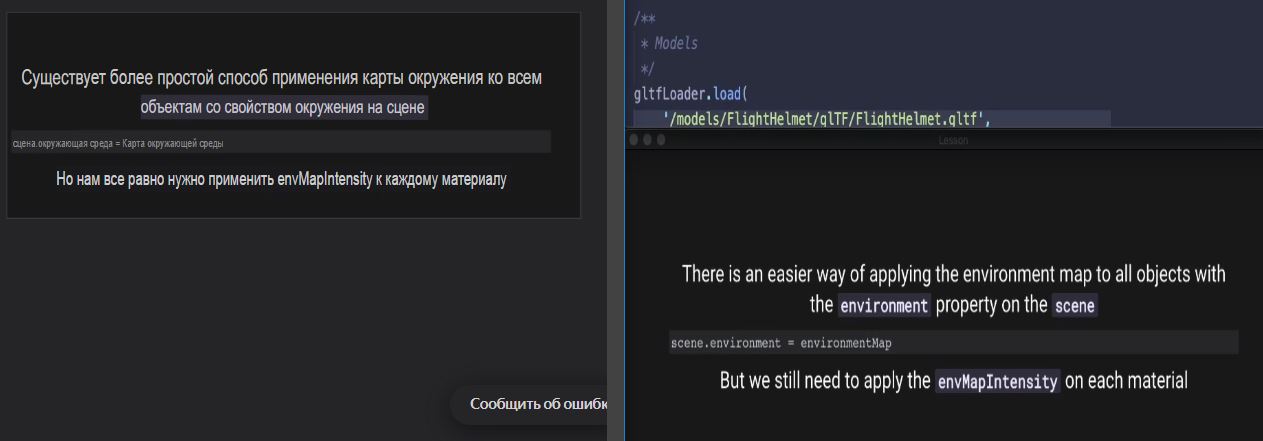 Существует более простой способ применения карты окружения ко всем
объектам со свойством окружения на сцене
сцена.окружающая среда = Карта окружающей среды
Но нам все равно нужно применить envMapIntensity к каждому материалу
Сообщить об ошибк
/**
* Models
*/
gltfLoader.load(
'/models/FlightHelmet/glTF/FlightHelmet.gltf',
Lesson
There is an easier way of applying the environment map to all objects with
the environment property on the scene
scene.environment = environmentMap
But we still need to apply the envMapIntensity on each material